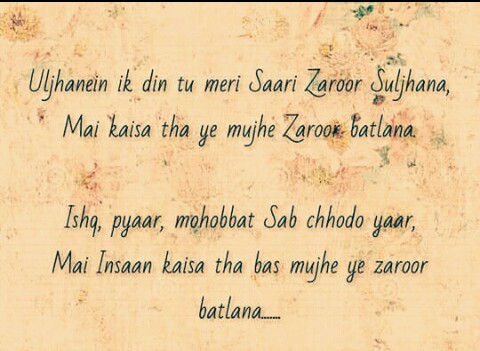 Uljhanein ik din tu meri Saari Zaroor Suljhana,
Mai kaisa tha ye mujhe Zaroor batlana.
Ishq, pyaar, mohobbat Sab chhodo yaar,
Mai Insaan kaisa tha bas mujhe ye zaroor
batlana.......